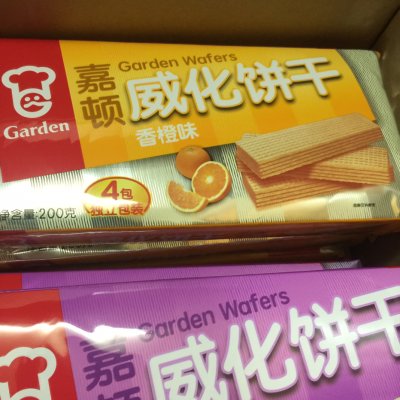 Garden
Garden Wafers
嘉顿
威化饼干
香橙味
4包
独立包装
净含量:200克
Garden
Garden Wafers
嘉顿
威化饼干